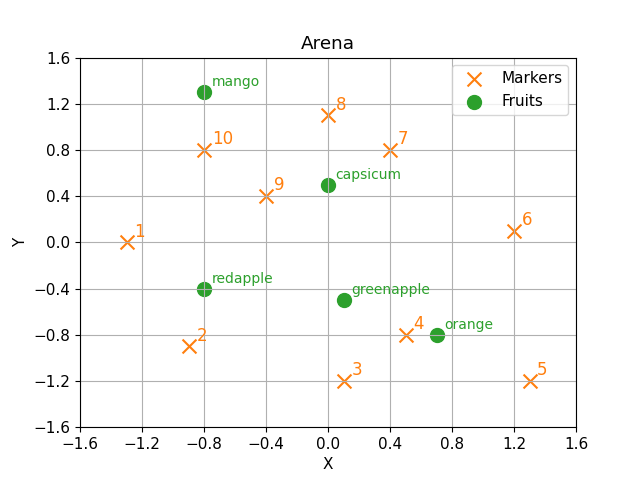 Arena
Markers
Fruits
mango
8
10
7
capsicum
9
6
1
redapple
greenapple
orange
4
2
3
5
1.6
1.2
0.8
0.4
0.0
−0.4
−0.8
−1.2
−1.6
Y
−1.6 −1.2 −0.8 −0.4 0.0 0.4 0.8 1.2 1.6
X